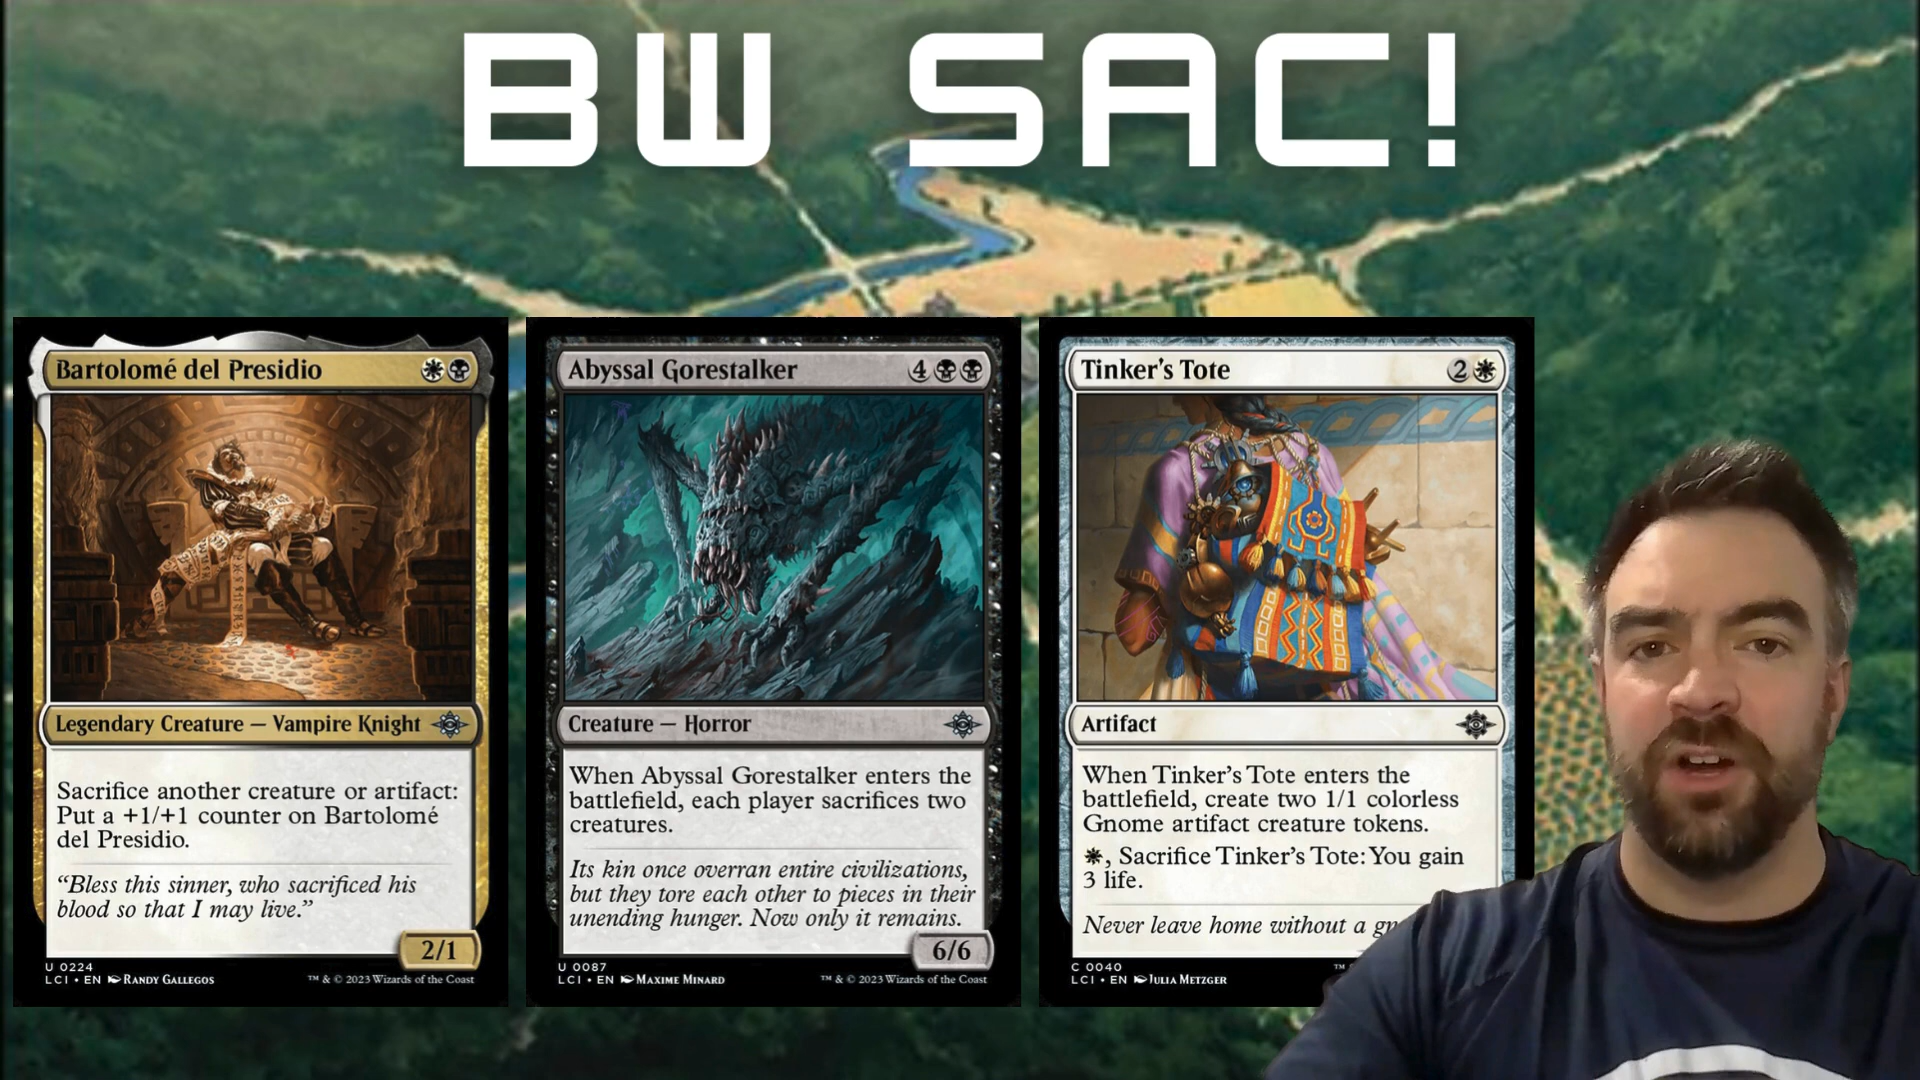 BW SAC!
Bartolomé del Presidio
Legendary Creature — Vampire Knight
Sacrifice another creature or artifact:
Put a +1/+1 counter on Bartolomé
del Presidio.
“Bless this sinner, who sacrificed his
blood so that I may live.”
2/1
U 0224
LCI • EN RANDY GALLEGOS
™ & © 2023 Wizards of the Coast
Abyssal Gorestalker
4
Creature — Horror
When Abyssal Gorestalker enters the
battlefield, each player sacrifices two
creatures.
Its kin once overran entire civilizations,
but they tore each other to pieces in their
unending hunger. Now only it remains.
6/6
U 0087
LCI • EN MAXIME MINARD
™ & © 2023 Wizards of the Coast
Tinker's Tote
2
Artifact
When Tinker's Tote enters the
battlefield, create two 1/1 colorless
Gnome artifact creature tokens.
, Sacrifice Tinker's Tote: You gain
3 life.
Never leave home without a
C 0040
LCI • EN JULIA METZGER
™